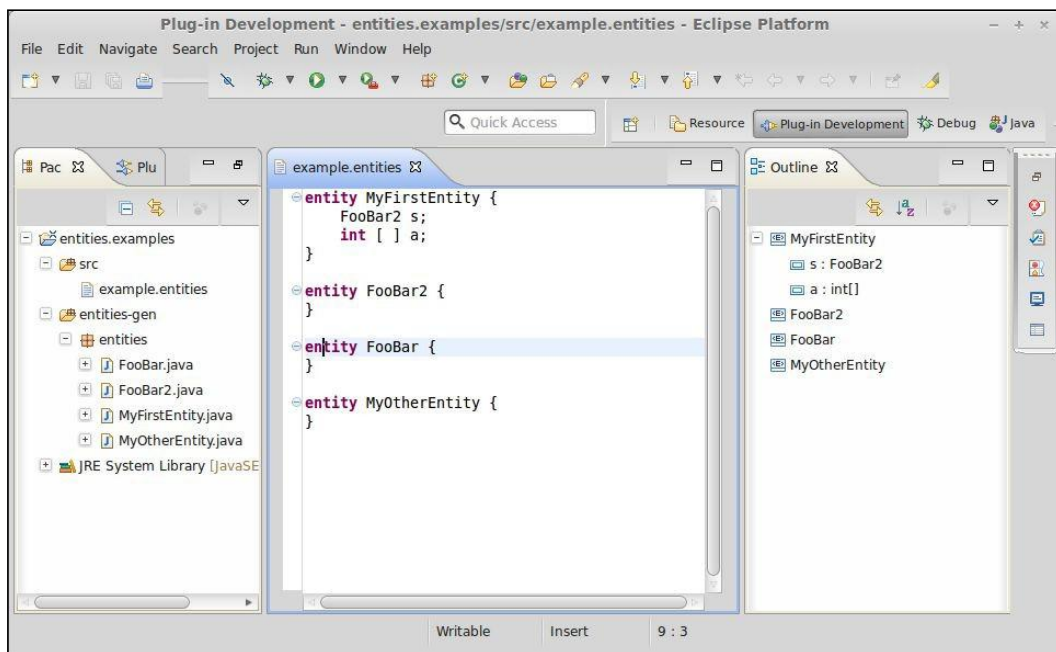 Plug-in Development - entities.examples/src/example.entities - Eclipse Platform
File Edit Navigate Search Project Run Window Help
Quick Access
Resource
Plug-in Development
Debug
Java
Pac
Plu
entities.examples
src
example.entities
entities-gen
entities
FooBar.java
FooBar2.java
MyFirstEntity.java
MyOtherEntity.java
JRE System Library [JavaSE
example.entities
entity MyFirstEntity {
FooBar2 s;
int [ ] a;
}
entity FooBar2 {
}
entity FooBar {
}
entity MyOtherEntity {
}
Outline
MyFirstEntity
s : FooBar2
a : int[]
FooBar2
FooBar
MyOtherEntity
Writable Insert 9 : 3